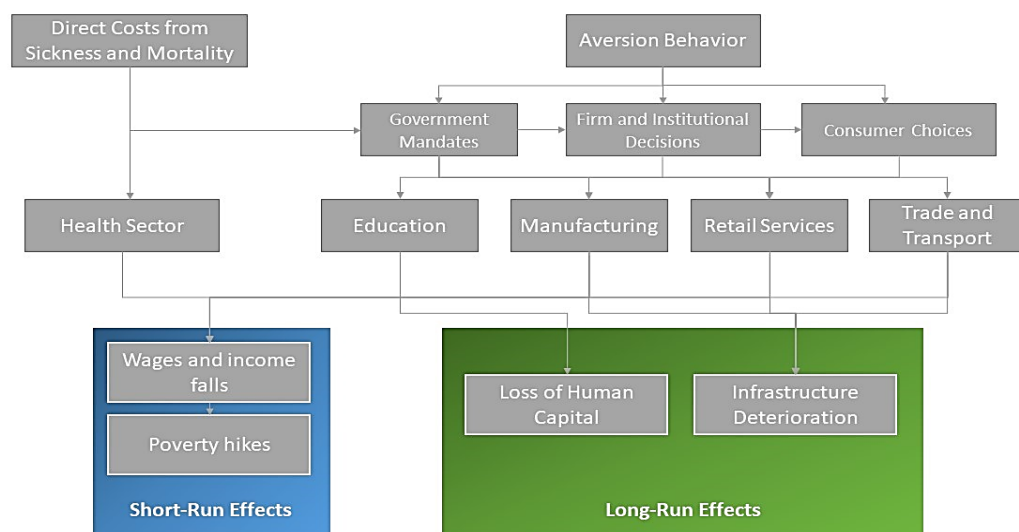 Direct Costs from
Sickness and Mortality
Aversion Behavior
Government
Mandates
Firm and Institutional
Decisions
Consumer Choices
Health Sector
Education
Manufacturing
Retail Services
Trade and
Transport
Wages and income
falls
Poverty hikes
Short-Run Effects
Loss of Human
Capital
Infrastructure
Deterioration
Long-Run Effects